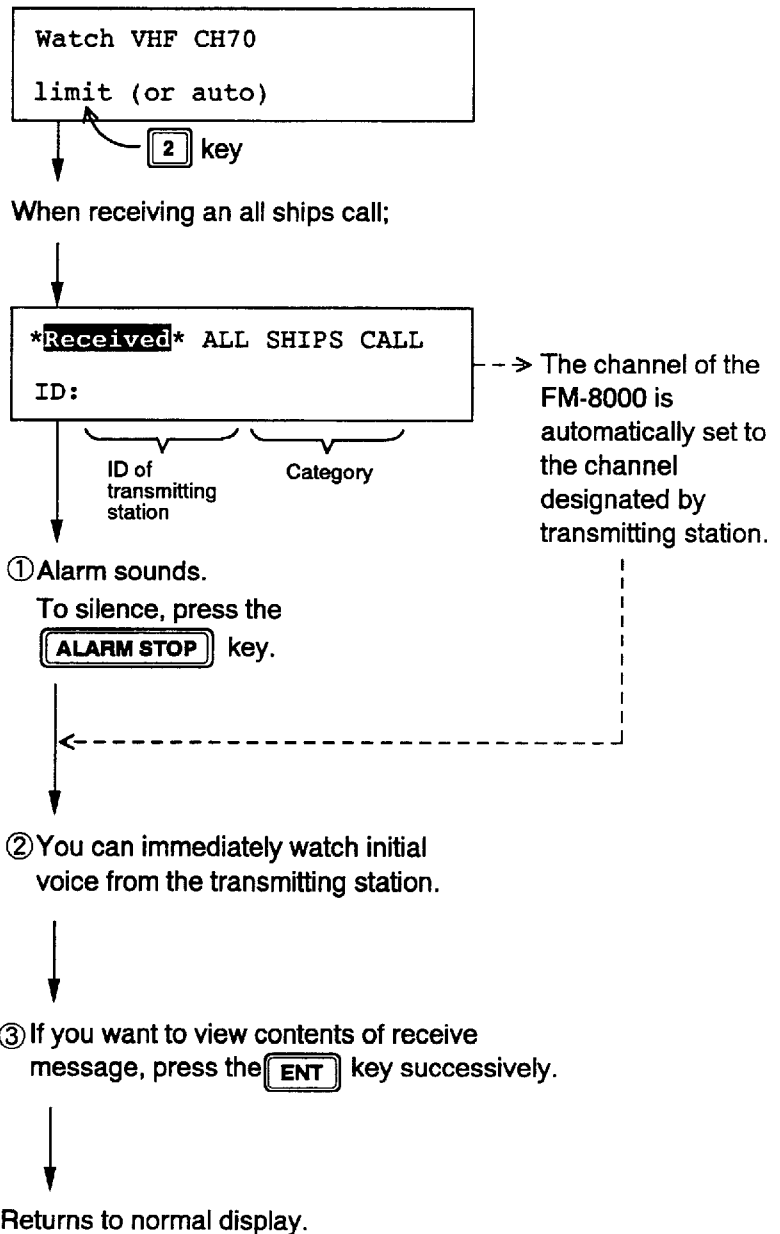 Watch VHF CH70
limit (or auto)
2 key
When receiving an all ships call;
*Received* ALL SHIPS CALL
ID:
ID of
transmitting
station
Category
The channel of the
FM-8000 is
automatically set to
the channel
designated by
transmitting station.
①Alarm sounds.
To silence, press the
ALARM STOP key.
②You can immediately watch initial
voice from the transmitting station.
③If you want to view contents of receive
message, press the ENT key successively.
Returns to normal display.